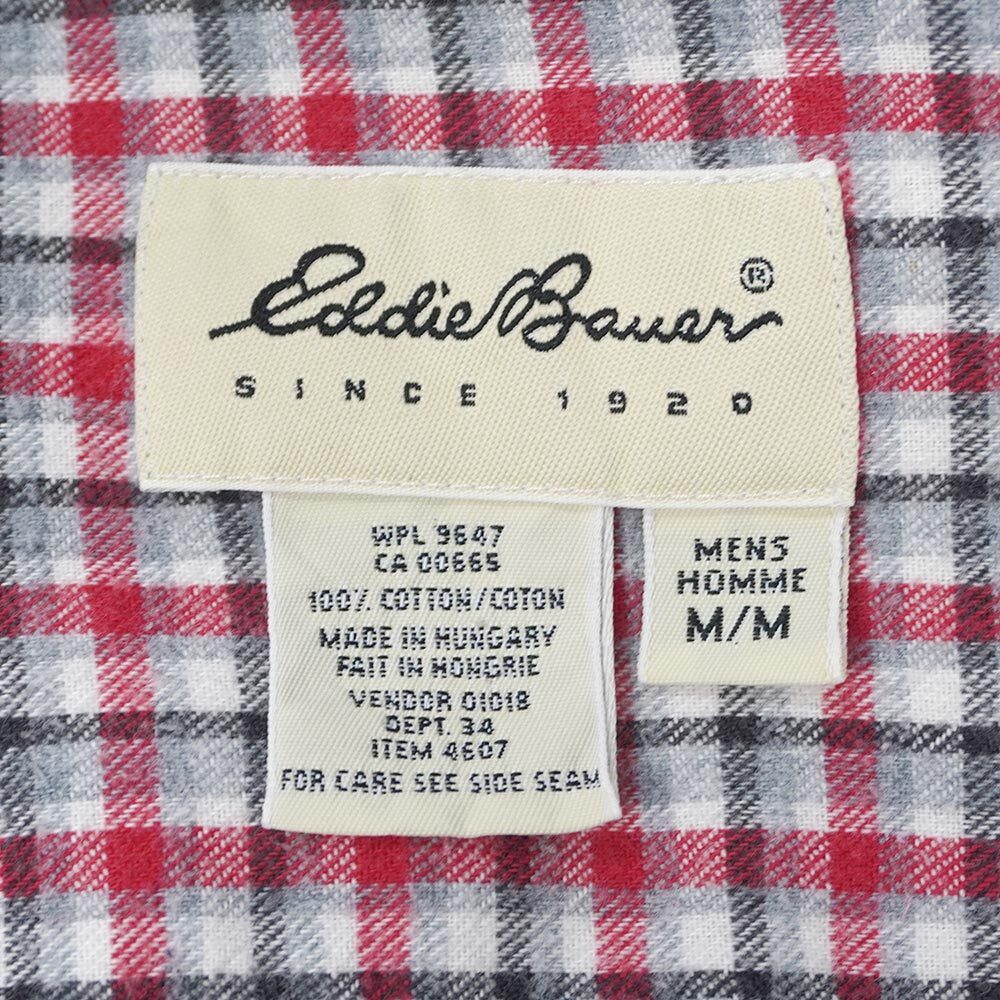 Eddie Bauer®
SINCE 1920
WPL 9647
CA 00665
100% COTTON/COTON
MADE IN HUNGARY
FAIT IN HONGRIE
VENDOR 01018
DEPT. 34
ITEM 4607
FOR CARE SEE SIDE SEAM
MENS
HOMME
M/M